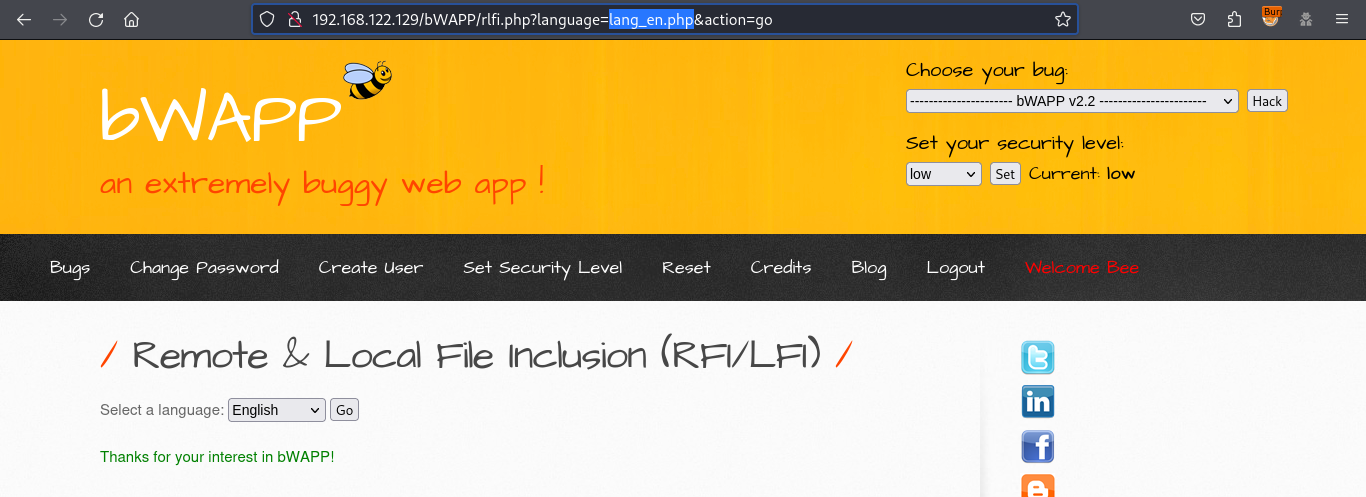 192.168.122.129/bWAPP/rlfi.php?language=lang_en.php&action=go
Bur
bWAPP
an extremely buggy web app !
Choose your bug:
---------------------- bWAPP v2.2 ----------------------- Hack
Set your security level:
low Set Current: low
Bugs Change Password Create User Set Security Level Reset Credits Blog Logout Welcome Bee
/ Remote & Local File Inclusion (RFI/LFI) /
Select a language: English Go
Thanks for your interest in bWAPP!